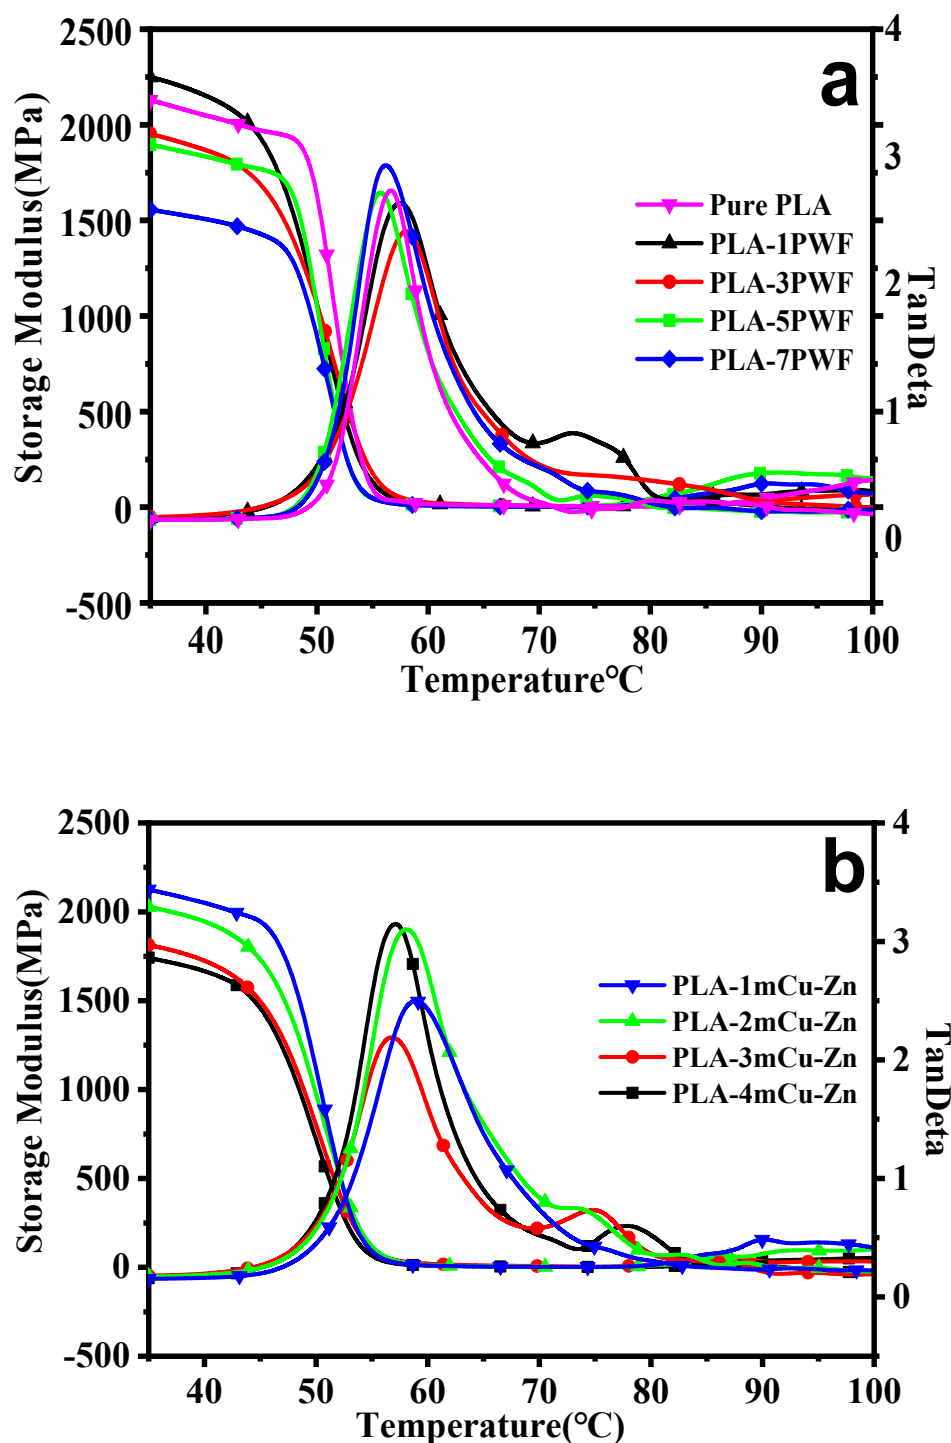 2500
2000
1500
1000
500
0
-500
Storage Modulus(MPa)
a
Pure PLA
PLA-1PWF
PLA-3PWF
PLA-5PWF
PLA-7PWF
4
3
2
1
0
TanDeta
40 50 60 70 80 90 100
Temperature°C
2500
2000
1500
1000
500
0
-500
Storage Modulus(MPa)
b
PLA-1mCu-Zn
PLA-2mCu-Zn
PLA-3mCu-Zn
PLA-4mCu-Zn
4
3
2
1
0
TanDeta
40 50 60 70 80 90 100
Temperature(°C)